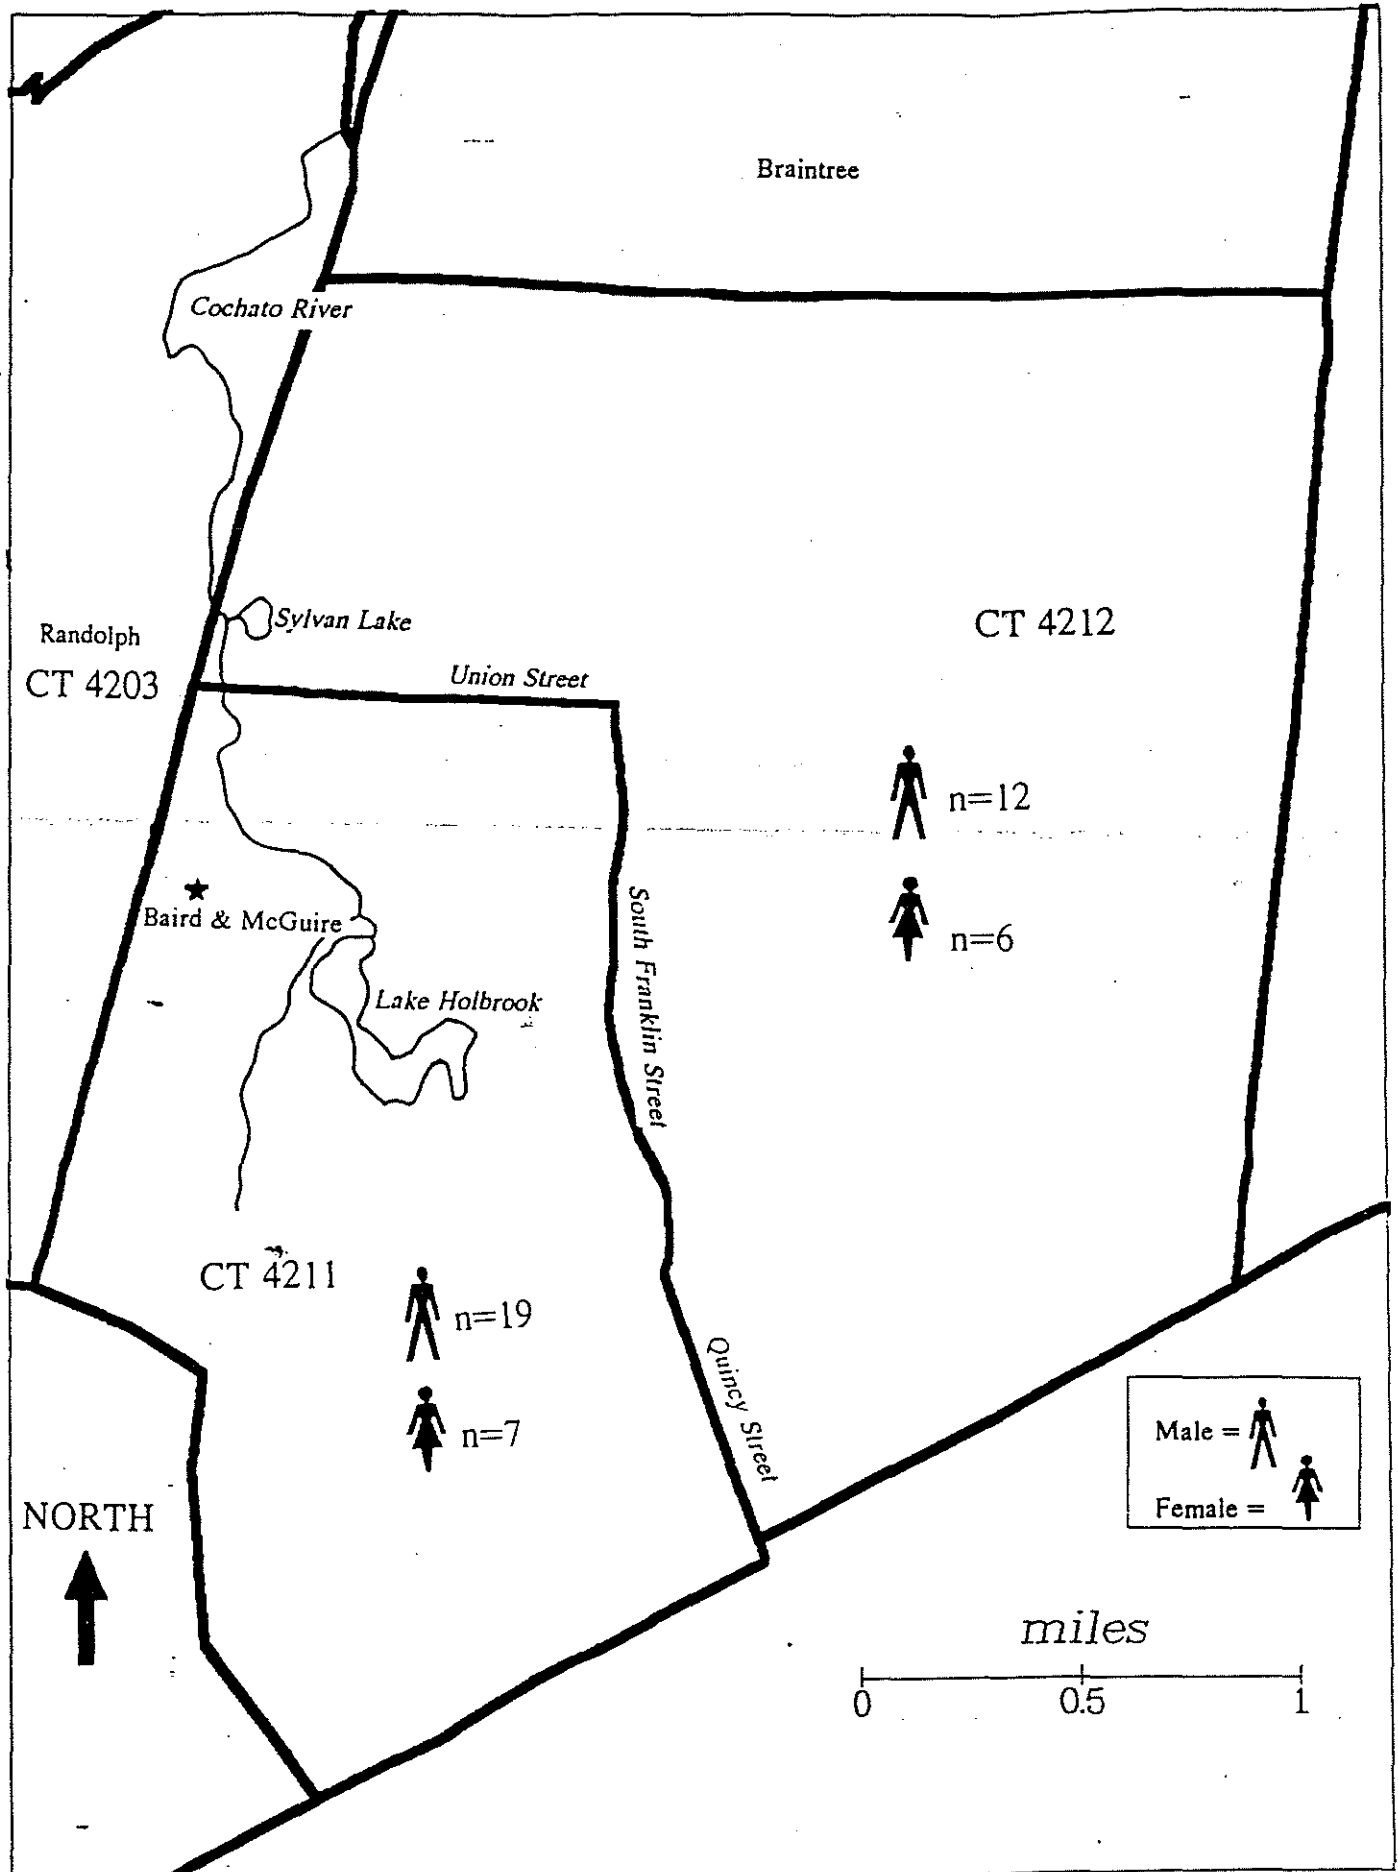 Braintree
Cochato River
Sylvan Lake
Randolph
CT 4203
CT 4212
Union Street
n=12
Baird & McGuire
South Franklin Street
n=6
Lake Holbrook
CT 4211
n=19
Quincy Street
n=7
Male =
Female =
NORTH
miles
0 0.5 1